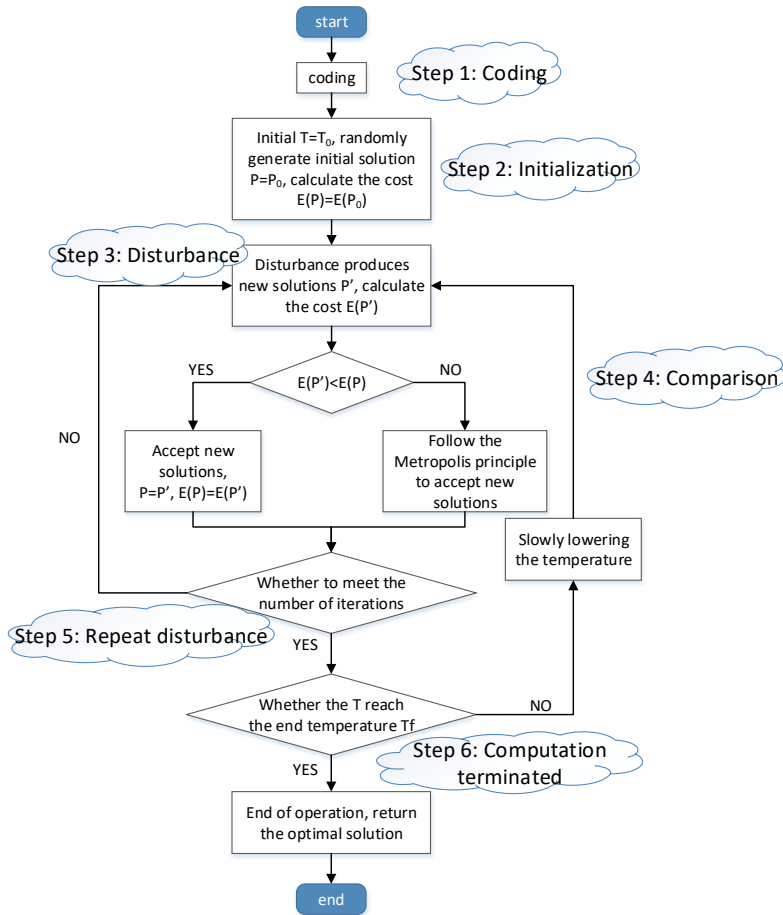 start
coding
Step 1: Coding
Initial T=T₀, randomly
generate initial solution
P=P₀, calculate the cost
E(P)=E(P₀)
Step 2: Initialization
Step 3: Disturbance
Disturbance produces
new solutions P’, calculate
the cost E(P’)
YES
E(P’)<E(P)
NO
Step 4: Comparison
NO
Accept new
solutions,
P=P’, E(P)=E(P’)
Follow the
Metropolis principle
to accept new
solutions
Slowly lowering
the temperature
Whether to meet the
number of iterations
Step 5: Repeat disturbance
YES
Whether the T reach
the end temperature Tf
NO
Step 6: Computation
terminated
YES
End of operation, return
the optimal solution
end